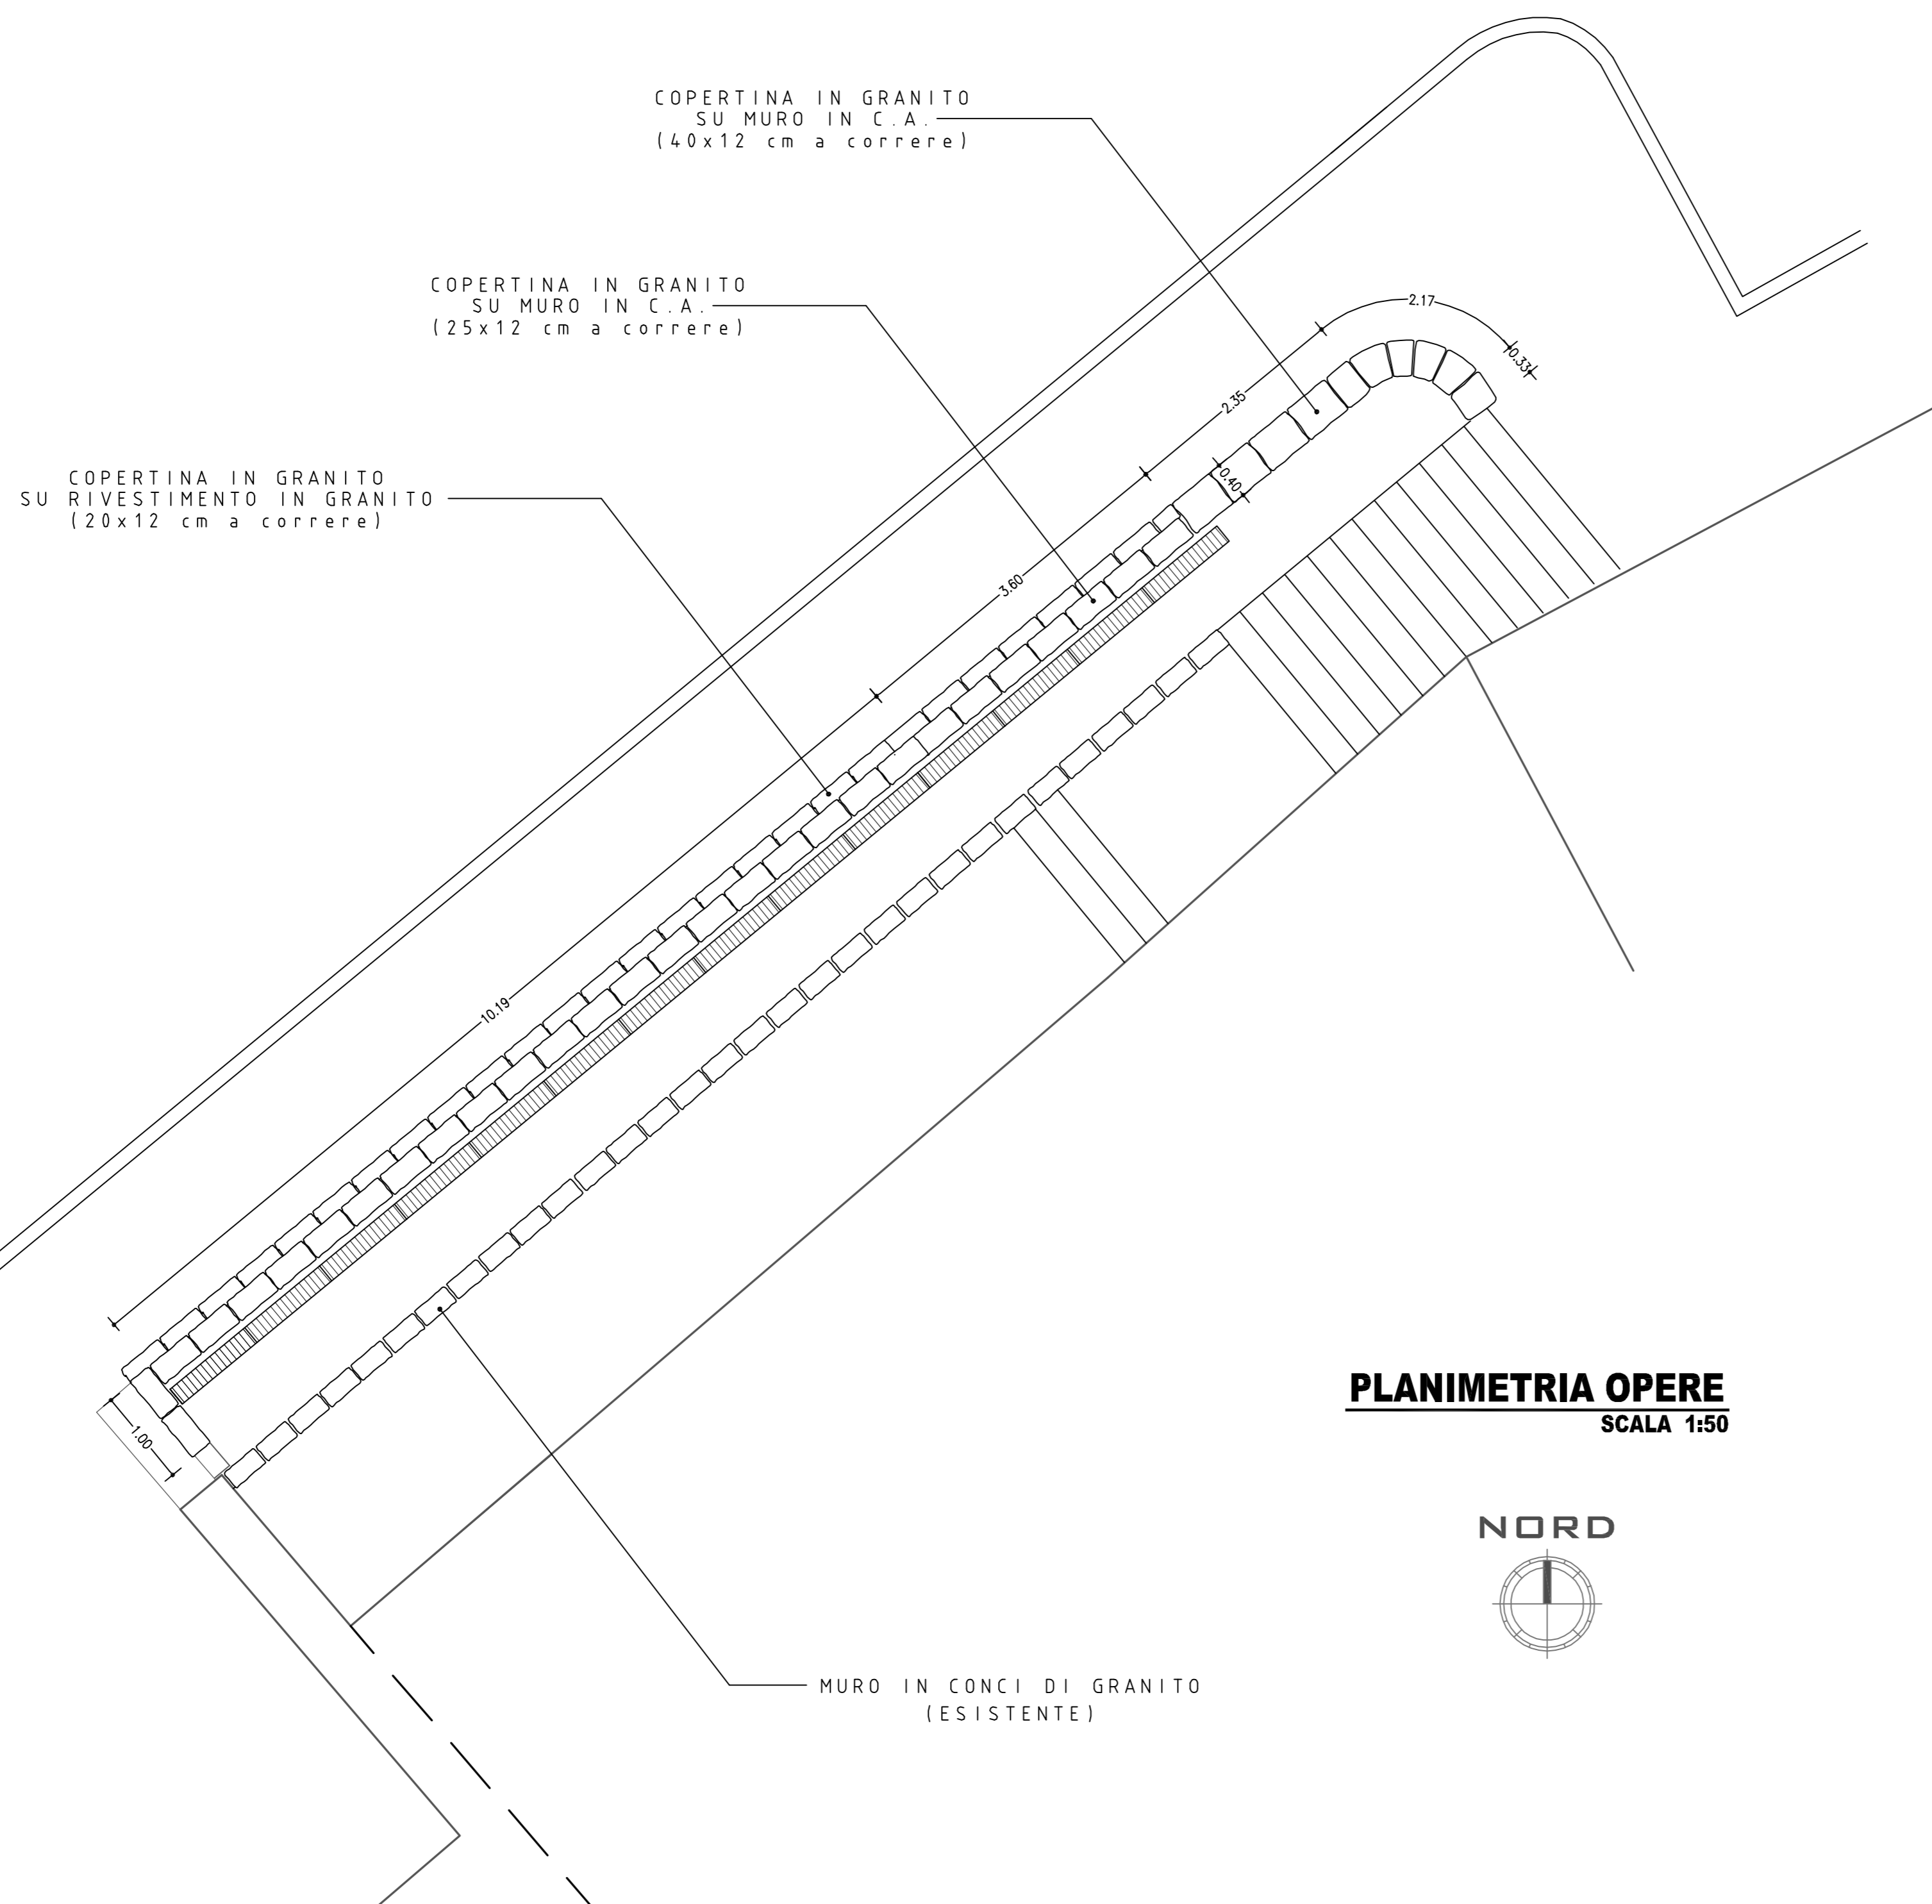 COPERTINA IN GRANITO
SU MURO IN C.A.
(40x12 cm a correre)
COPERTINA IN GRANITO
SU MURO IN C.A.
(25x12 cm a correre)
2.17
0.33
2.35
0.40
COPERTINA IN GRANITO
SU RIVESTIMENTO IN GRANITO
(20x12 cm a correre)
3.60
10.19
1.00
PLANIMETRIA OPERE
SCALA 1:50
NORD
MURO IN CONCI DI GRANITO
(ESISTENTE)